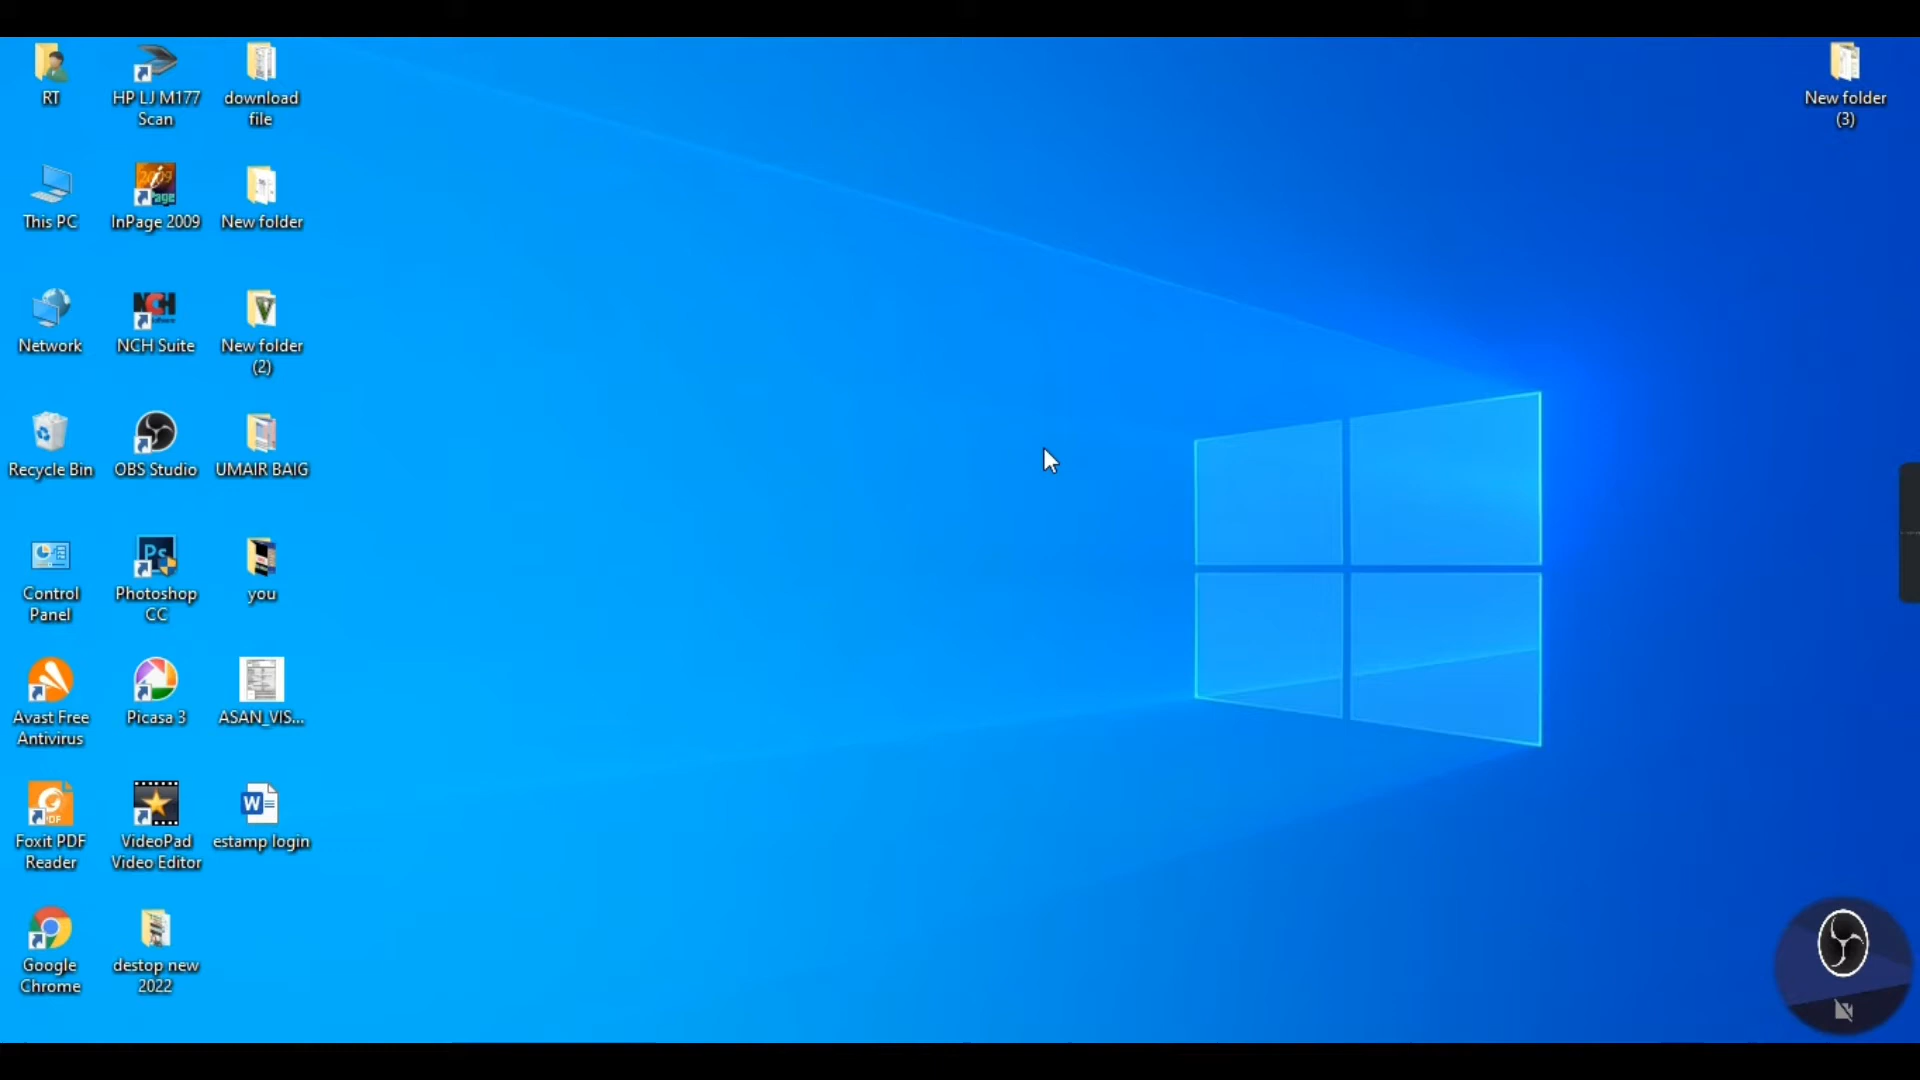 RT
HP LJ M177
Scan
download
file
New folder
(3)
This PC
InPage 2009
New folder
Network
NCH Suite
New folder
(2)
Recycle Bin
OBS Studio
UMAIR BAIG
Control
Panel
Photoshop
CC
you
Avast Free
Antivirus
Picasa 3
ASAN_VIS...
Foxit PDF
Reader
VideoPad
Video Editor
estamp login
Google
Chrome
destop new
2022